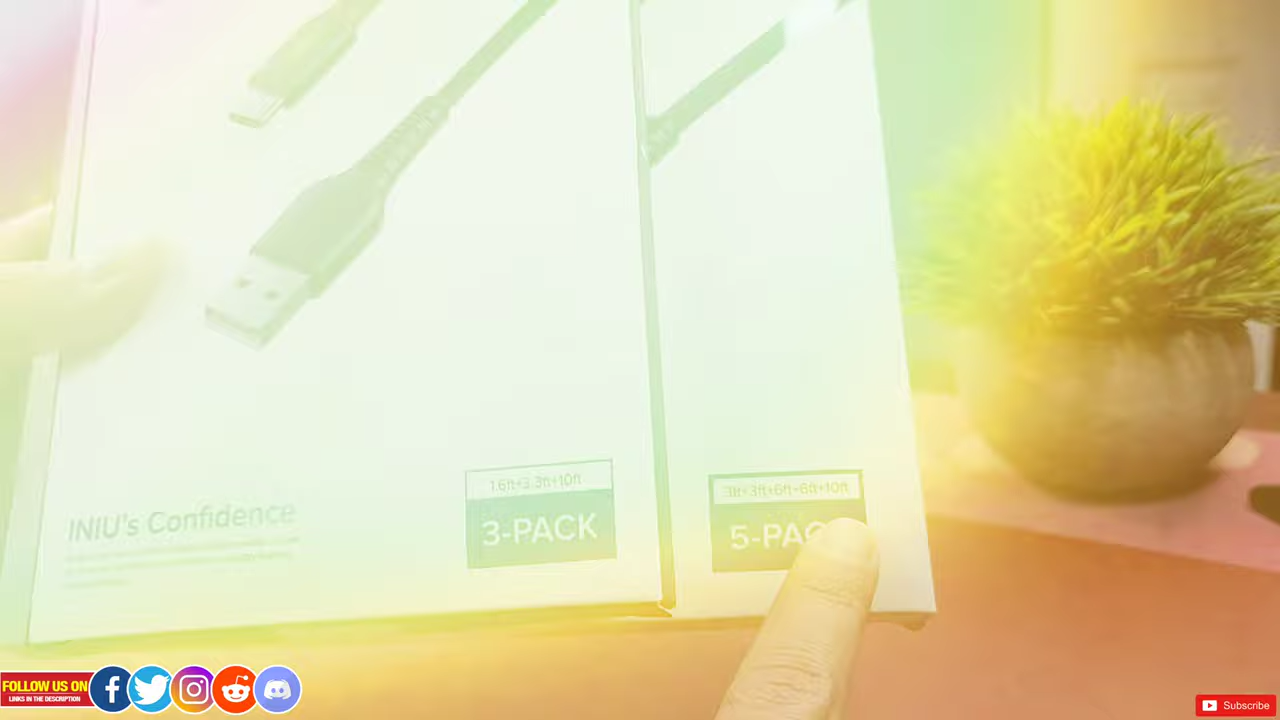 INIU's Confidence
1.6ft+3.3ft+10ft
3-PACK
3ft+3ft+6ft+6ft+10ft
5-PAC
FOLLOW US ON
LINKS IN THE DESCRIPTION
Subscribe